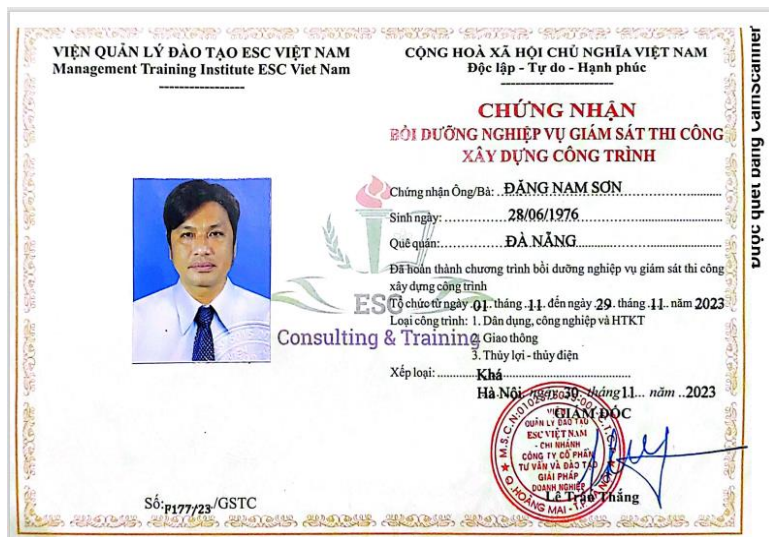 VIỆN QUẢN LÝ ĐÀO TẠO ESC VIỆT NAM
Management Training Institute ESC Viet Nam
-----------------
CỘNG HOÀ XÃ HỘI CHỦ NGHĨA VIỆT NAM
Độc lập - Tự do - Hạnh phúc
-----------------
CHỨNG NHẬN
BỒI DƯỠNG NGHIỆP VỤ GIÁM SÁT THI CÔNG
XÂY DỰNG CÔNG TRÌNH
Chứng nhận Ông/Bà: ĐẶNG NAM SƠN
Sinh ngày: 28/06/1976
Quê quán: ĐÀ NẴNG
Đã hoàn thành chương trình bồi dưỡng nghiệp vụ giám sát thi công
xây dựng công trình
Tổ chức từ ngày 01 tháng 11 đến ngày 29 tháng 11 năm 2023
Loại công trình: 1. Dân dụng, công nghiệp và HTKT
2. Giao thông
3. Thủy lợi - thủy điện
Xếp loại: Khá
Hà Nội, ngày 30 tháng 11 năm 2023
GIÁM ĐỐC
VIỆN
QUẢN LÝ ĐÀO TẠO
ESC VIỆT NAM
- CHI NHÁNH
CÔNG TY CỔ PHẦN
TƯ VẤN VÀ ĐÀO TẠO
GIẢI PHÁP
DOANH NGHIỆP
Q. HOÀNG MAI - T.P
Lê Trần Thắng
Số: P177/23/GSTC
ESC
Consulting & Training
Được quét bằng CamScanner